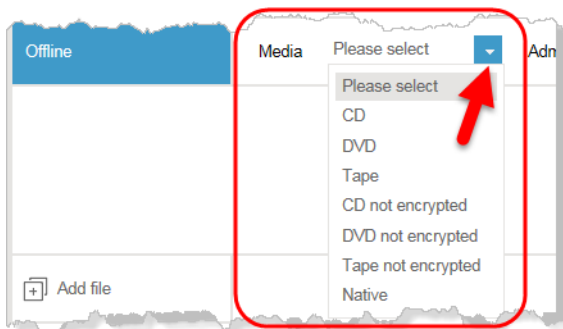 Offline
Media Please select Adm
Please select
CD
DVD
Tape
CD not encrypted
DVD not encrypted
Tape not encrypted
Native
Add file